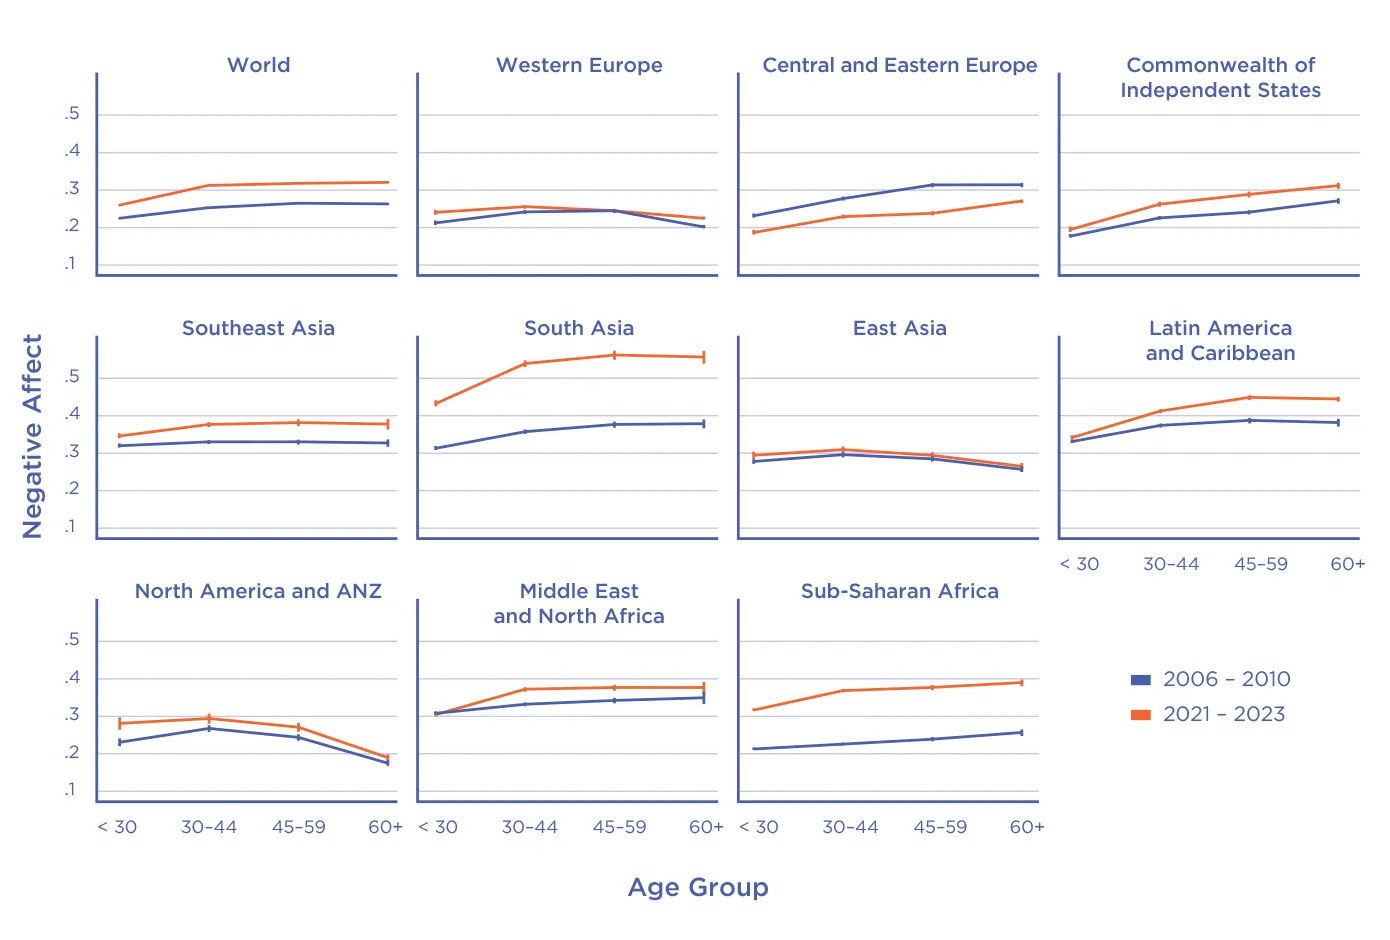 World
Western Europe
Central and Eastern Europe
Commonwealth of
Independent States
.5
.4
.3
.2
.1
Southeast Asia
South Asia
East Asia
Latin America
and Caribbean
Negative Affect
.5
.4
.3
.2
.1
< 30
30–44
45–59
60+
North America and ANZ
Middle East
and North Africa
Sub-Saharan Africa
.5
.4
.3
.2
.1
2006 – 2010
2021 – 2023
< 30
30–44
45–59
60+
< 30
30–44
45–59
60+
< 30
30–44
45–59
60+
Age Group